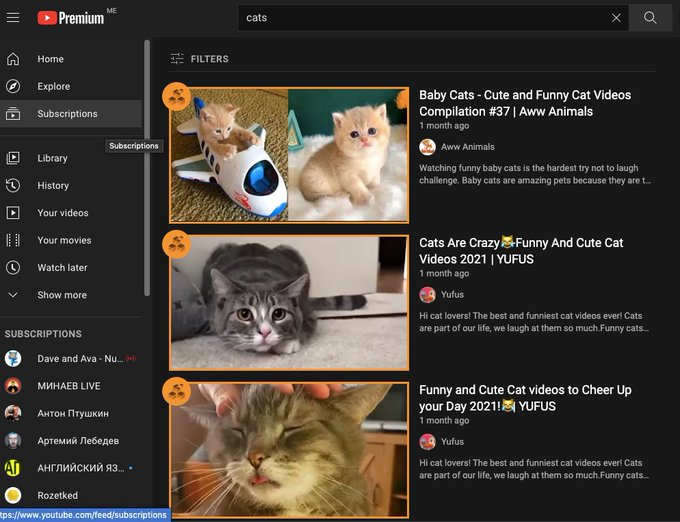 Premium ME
cats
Home
Explore
Subscriptions
Subscriptions
Library
History
Your videos
Your movies
Watch later
Show more
SUBSCRIPTIONS
Dave and Ava - Nu...
МИНАЕВ LIVE
Антон Птушкин
Артемий Лебедев
АНГЛИЙСКИЙ ЯЗ...
Rozetked
tps://www.youtube.com/feed/subscriptions
FILTERS
Baby Cats - Cute and Funny Cat Videos
Compilation #37 | Aww Animals
1 month ago
Aww Animals
Watching funny baby cats is the hardest try not to laugh
challenge. Baby cats are amazing pets because they are t...
Cats Are Crazy😹Funny And Cute Cat
Videos 2021 | YUFUS
1 month ago
Yufus
Hi cat lovers! The best and funniest cat videos ever! Cats
are part of our life, we laugh at them so much.Funny cats...
Funny and Cute Cat videos to Cheer Up
your Day 2021!😹| YUFUS
1 month ago
Yufus
Hi cat lovers! The best and funniest cat videos ever! Cats
are part of our life, we laugh at them so much.Funny cats...